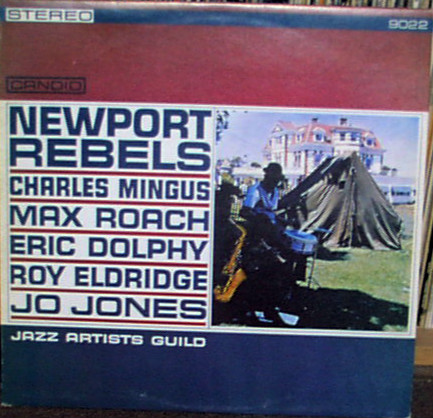 STEREO
9022
CANDID
NEWPORT
REBELS
CHARLES MINGUS
MAX ROACH
ERIC DOLPHY
ROY ELDRIDGE
JO JONES
JAZZ ARTISTS GUILD